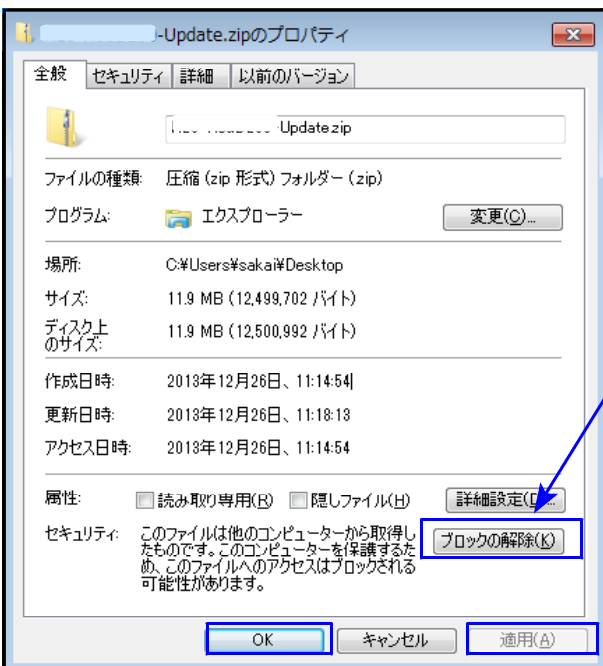 -Update.zipのプロパティ
全般 セキュリティ 詳細 以前のバージョン
-Update.zip
ファイルの種類: 圧縮 (zip 形式) フォルダー (.zip)
プログラム: エクスプローラー 変更(C)...
場所: C:¥Users¥sakai¥Desktop
サイズ: 11.9 MB (12,499,702 バイト)
ディスク上
のサイズ: 11.9 MB (12,500,992 バイト)
作成日時: 2013年12月26日、11:14:54
更新日時: 2013年12月26日、11:18:13
アクセス日時: 2013年12月26日、11:14:54
属性: 読み取り専用(R) 隠しファイル(H) 詳細設定(D)...
セキュリティ: このファイルは他のコンピューターから取得し
たものです。このコンピューターを保護するた
め、このファイルへのアクセスはブロックされる
可能性があります。
ブロックの解除(K)
OK キャンセル 適用(A)